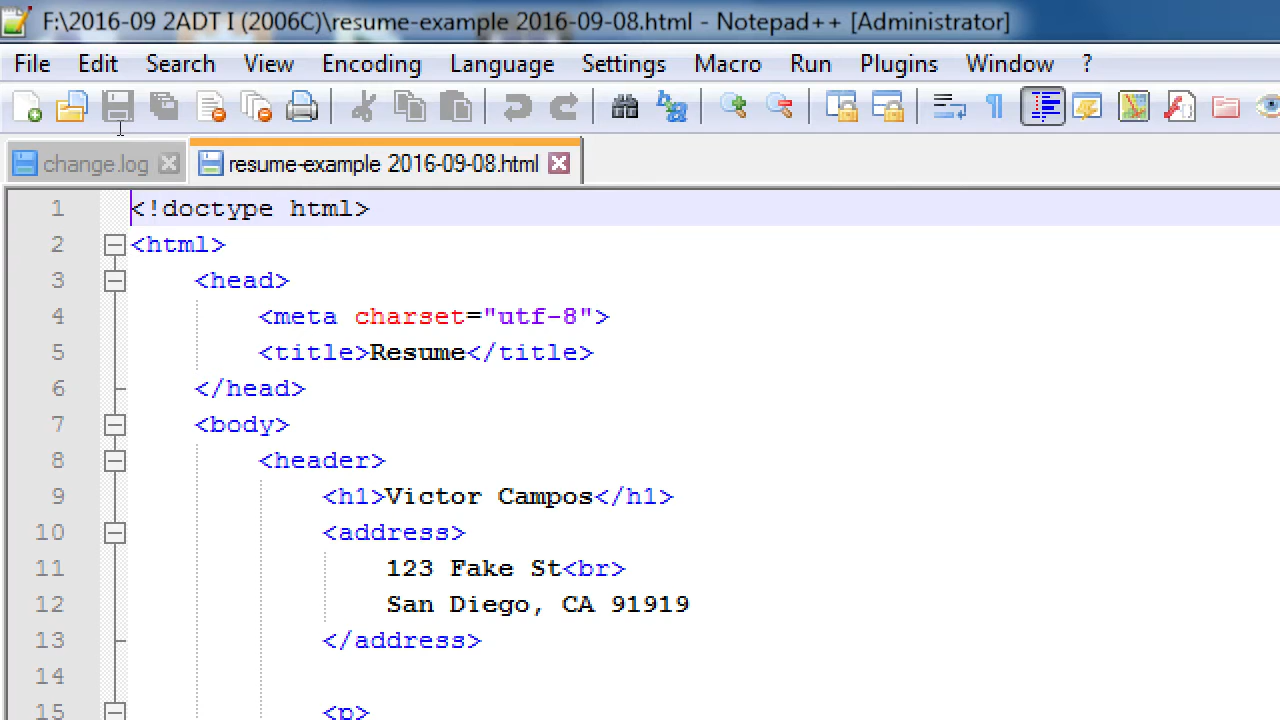 F:\2016-09 2ADT I (2006C)\resume-example 2016-09-08.html - Notepad++ [Administrator]
File Edit Search View Encoding Language Settings Macro Run Plugins Window ?
change.log resume-example 2016-09-08.html
1 <!doctype html>
2 <html>
3 <head>
4 <meta charset="utf-8">
5 <title>Resume</title>
6 </head>
7 <body>
8 <header>
9 <h1>Victor Campos</h1>
10 <address>
11 123 Fake St<br>
12 San Diego, CA 91919
13 </address>
14
15 <p>